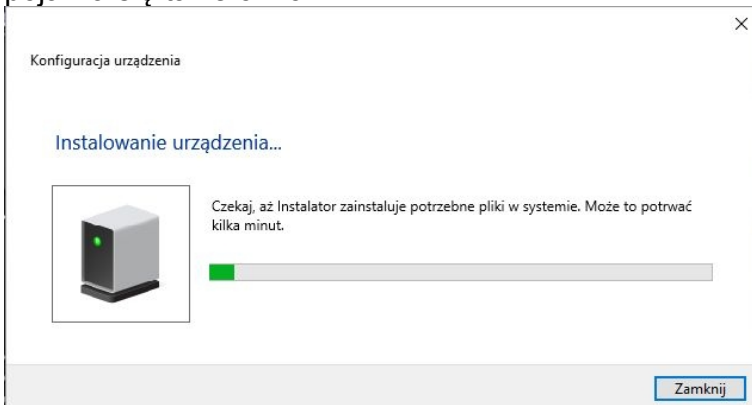 Konfiguracja urządzenia
Instalowanie urządzenia...
Czekaj, aż Instalator zainstaluje potrzebne pliki w systemie. Może to potrwać
kilka minut.
Zamknij